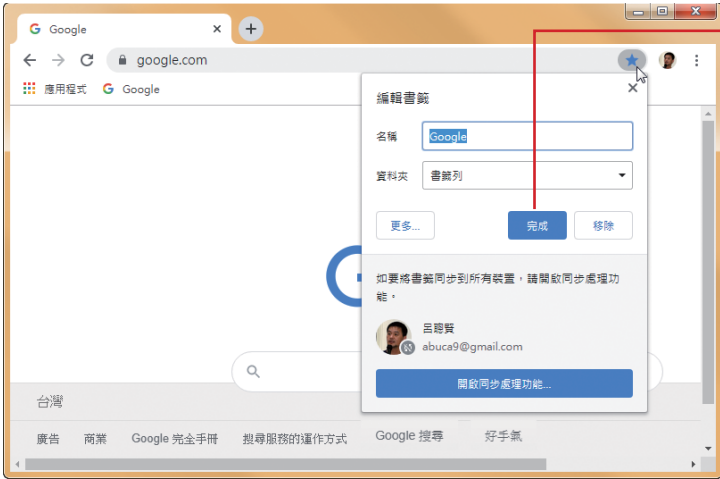 Google
google.com
應用程式 Google
編輯書籤
名稱 Google
資料夾 書籤列
更多... 完成 移除
如要將書籤同步到所有裝置，請開啟同步處理功
能。
呂聰賢
abuca9@gmail.com
開啟同步處理功能...
G
台灣
廣告 商業 Google 完全手冊 搜尋服務的運作方式 Google 搜尋 好手氣